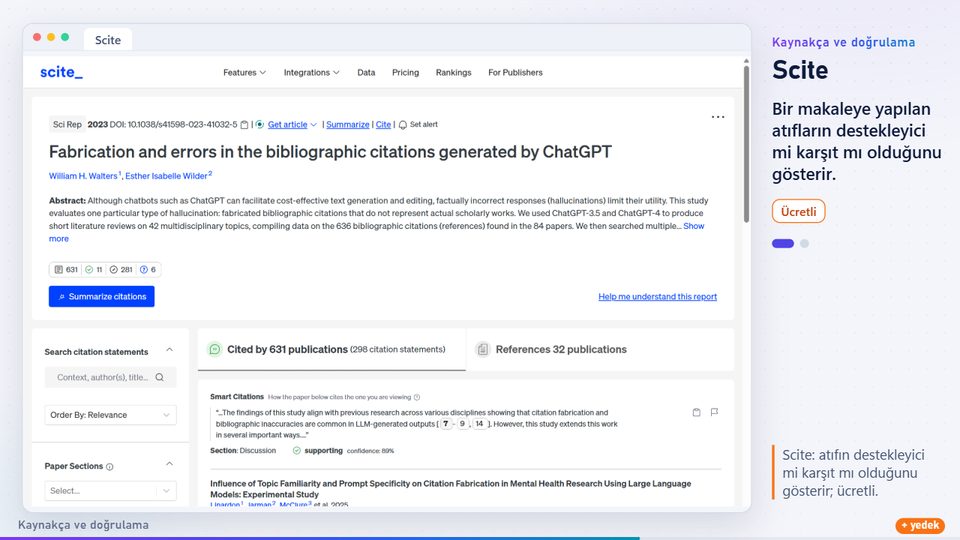 Scite
scite_
Features
Integrations
Data
Pricing
Rankings
For Publishers
Sci Rep 2023 DOI: 10.1038/s41598-023-41032-5 | Get article | Summarize | Cite | Set alert
Fabrication and errors in the bibliographic citations generated by ChatGPT
William H. Walters1, Esther Isabelle Wilder2
Abstract: Although chatbots such as ChatGPT can facilitate cost-effective text generation and editing, factually incorrect responses (hallucinations) limit their utility. This study
evaluates one particular type of hallucination: fabricated bibliographic citations that do not represent actual scholarly works. We used ChatGPT-3.5 and ChatGPT-4 to produce
short literature reviews on 42 multidisciplinary topics, compiling data on the 636 bibliographic citations (references) found in the 84 papers. We then searched multiple... Show
more
631 11 281 6
Summarize citations
Help me understand this report
Search citation statements
Context, author(s), title...
Order By: Relevance
Paper Sections
Select...
Cited by 631 publications (298 citation statements)
References 32 publications
Smart Citations How the paper below cites the one you are viewing
"...The findings of this study align with previous research across various disciplines showing that citation fabrication and
bibliographic inaccuracies are common in LLM-generated outputs [ 7 - 9 , 14 ]. However, this study extends this work
in several important ways...."
Section: Discussion supporting confidence: 89%
Influence of Topic Familiarity and Prompt Specificity on Citation Fabrication in Mental Health Research Using Large Language
Models: Experimental Study
Linardon1, Jarman2, McClure3 et al. 2025
Kaynakça ve doğrulama
Scite
Bir makaleye yapılan
atıfların destekleyici
mi karşıt mı olduğunu
gösterir.
Ücretli
Scite: atıfın destekleyici
mi karşıt mı olduğunu
gösterir; ücretli.
Kaynakça ve doğrulama
+ yedek